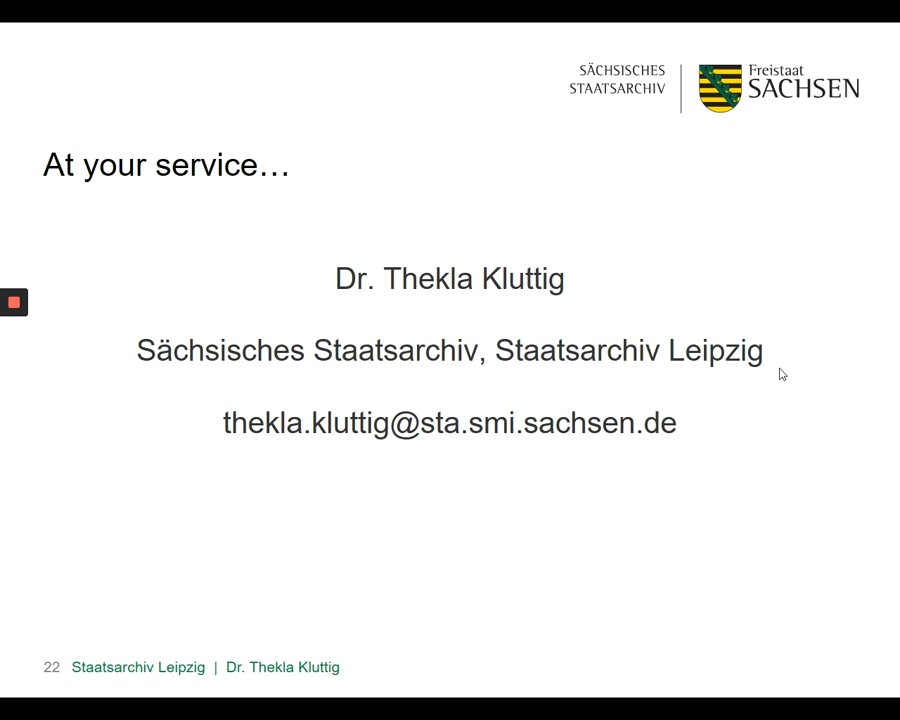 SÄCHSISCHES
STAATSARCHIV
Freistaat
SACHSEN
At your service…
Dr. Thekla Kluttig
Sächsisches Staatsarchiv, Staatsarchiv Leipzig
thekla.kluttig@sta.smi.sachsen.de
22 Staatsarchiv Leipzig | Dr. Thekla Kluttig